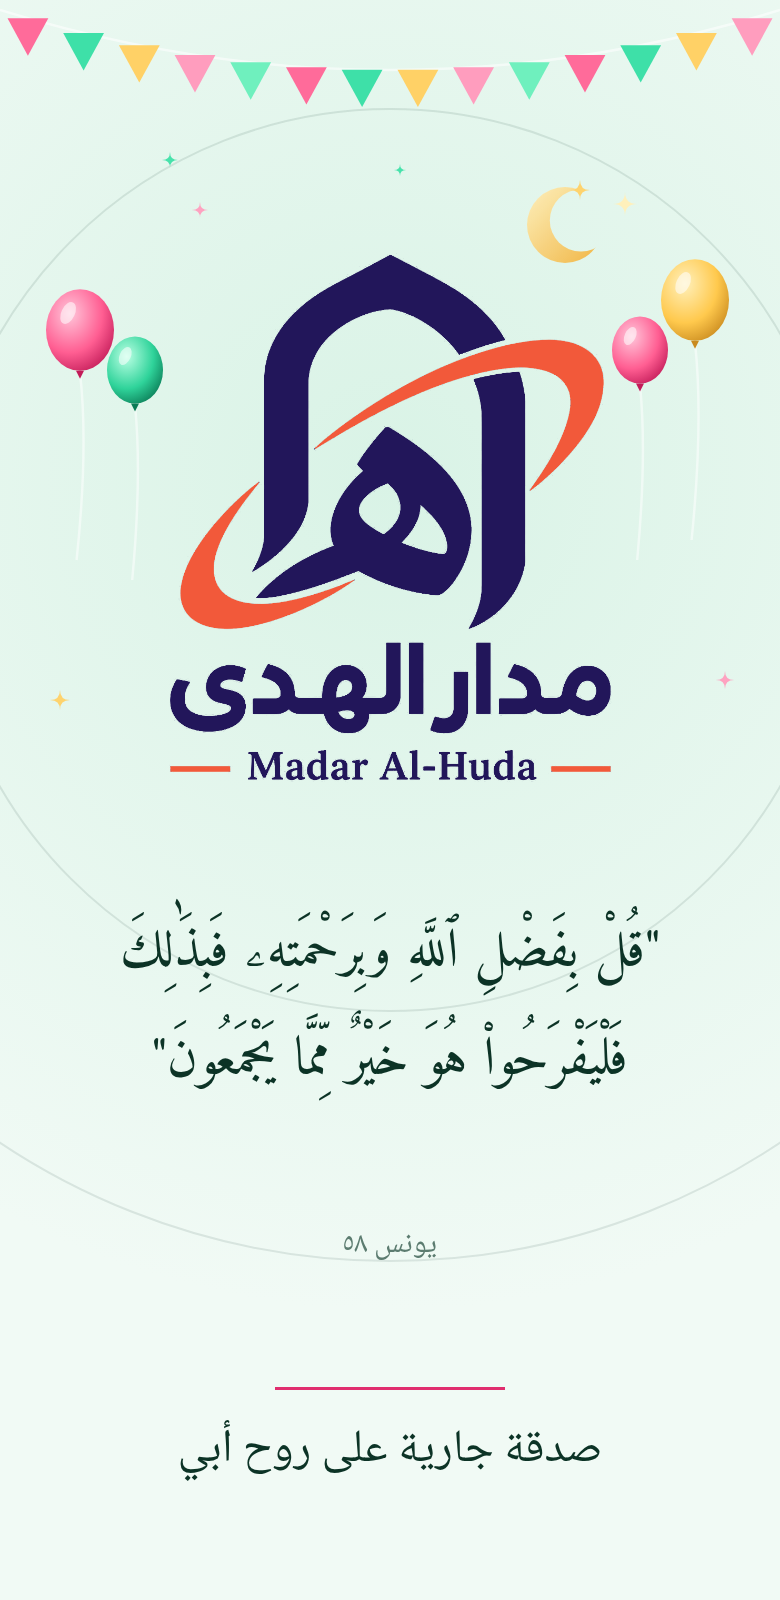 مدار الهدى
Madar Al-Huda
"قُلْ بِفَضْلِ ٱللَّهِ وَبِرَحْمَتِهِۦ فَبِذَٰلِكَ
فَلْيَفْرَحُوا۟ هُوَ خَيْرٌۭ مِّمَّا يَجْمَعُونَ"
يونس ٥٨
صدقة جارية على روح أبي